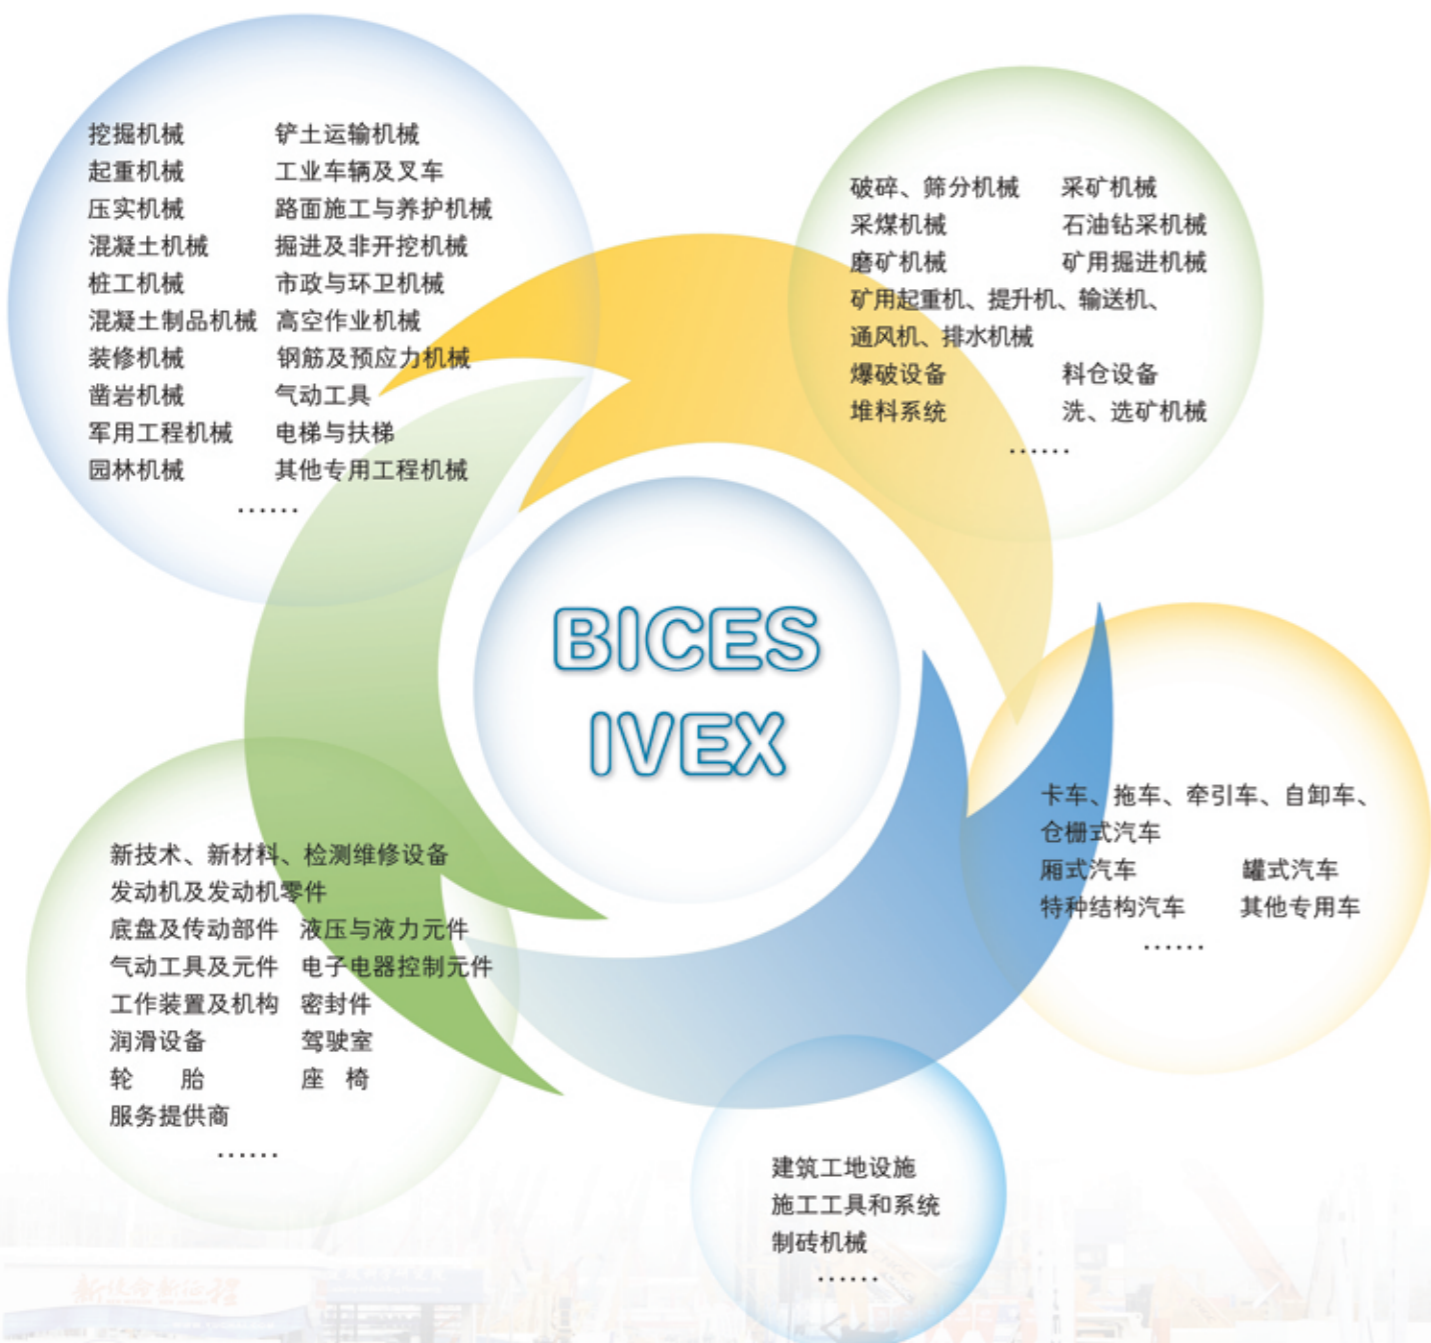 挖掘机械 铲土运输机械
起重机械 工业车辆及叉车
压实机械 路面施工与养护机械
混凝土机械 掘进及非开挖机械
桩工机械 市政与环卫机械
混凝土制品机械 高空作业机械
装修机械 钢筋及预应力机械
凿岩机械 气动工具
军用工程机械 电梯与扶梯
园林机械 其他专用工程机械
……
破碎、筛分机械 采矿机械
采煤机械 石油钻采机械
磨矿机械 矿用掘进机械
矿用起重机、提升机、输送机、
通风机、排水机械
爆破设备 料仓设备
堆料系统 洗、选矿机械
……
BICES
IVEX
卡车、拖车、牵引车、自卸车、
仓栅式汽车
厢式汽车 罐式汽车
特种结构汽车 其他专用车
……
新技术、新材料、检测维修设备
发动机及发动机零件
底盘及传动部件 液压与液力元件
气动工具及元件 电子电器控制元件
工作装置及机构 密封件
润滑设备 驾驶室
轮 胎 座 椅
服务提供商
……
建筑工地设施
施工工具和系统
制砖机械
……
新使命 新征程